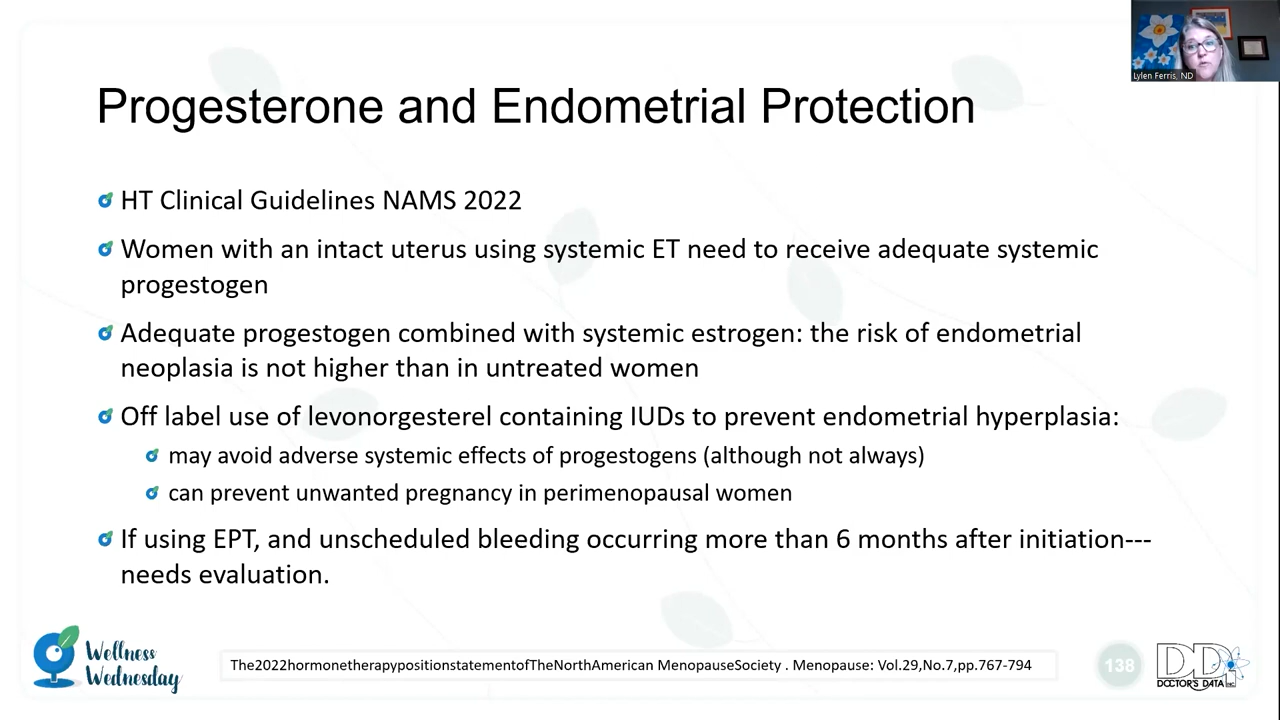 Lylen Ferris, ND
Progesterone and Endometrial Protection
HT Clinical Guidelines NAMS 2022
Women with an intact uterus using systemic ET need to receive adequate systemic
progestogen
Adequate progestogen combined with systemic estrogen: the risk of endometrial
neoplasia is not higher than in untreated women
Off label use of levonorgesterel containing IUDs to prevent endometrial hyperplasia:
may avoid adverse systemic effects of progestogens (although not always)
can prevent unwanted pregnancy in perimenopausal women
If using EPT, and unscheduled bleeding occurring more than 6 months after initiation---
needs evaluation.
Wellness
Wednesday
The2022hormonetherapypositionstatementofTheNorthAmerican MenopauseSociety . Menopause: Vol.29,No.7,pp.767-794
138
DDI
DOCTOR'S DATA INC